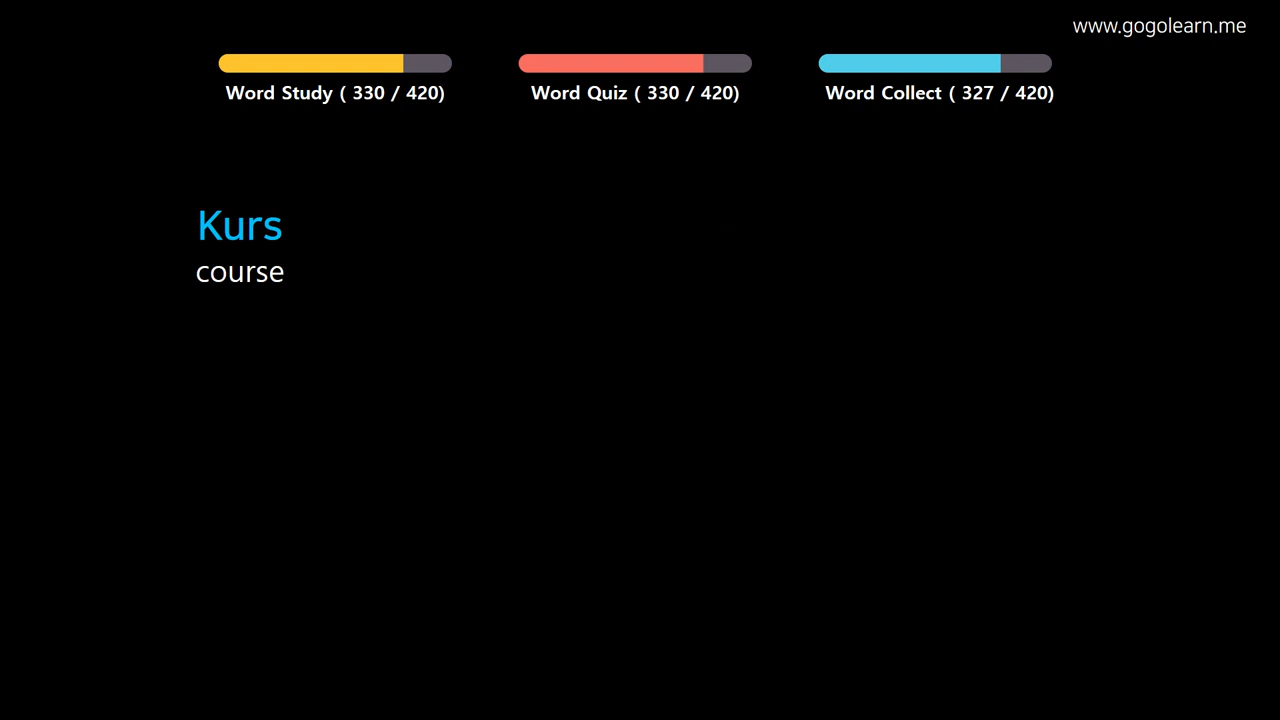 www.gogolearn.me
Word Study ( 330 / 420)
Word Quiz ( 330 / 420)
Word Collect ( 327 / 420)
Kurs
course